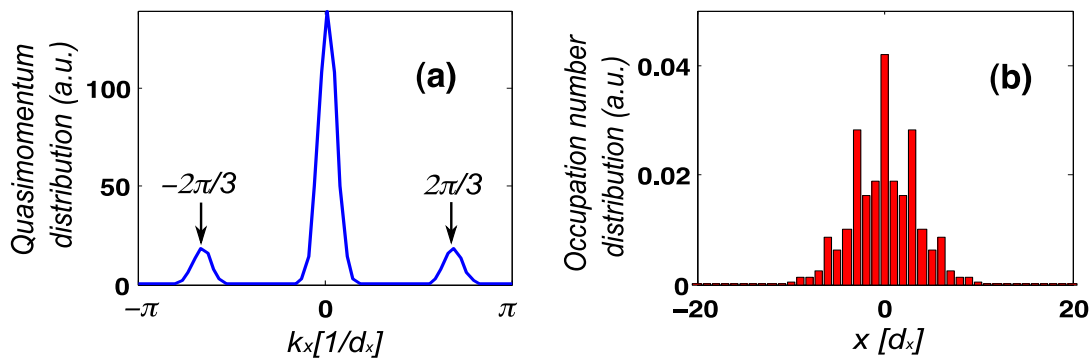 Quasimomentum
distribution (a.u.)
100
50
0
(a)
−2π/3
2π/3
−π
0
π
kₓ[1/dₓ]
Occupation number
distribution (a.u.)
0.04
0.02
0
(b)
−20
0
20
x [dₓ]